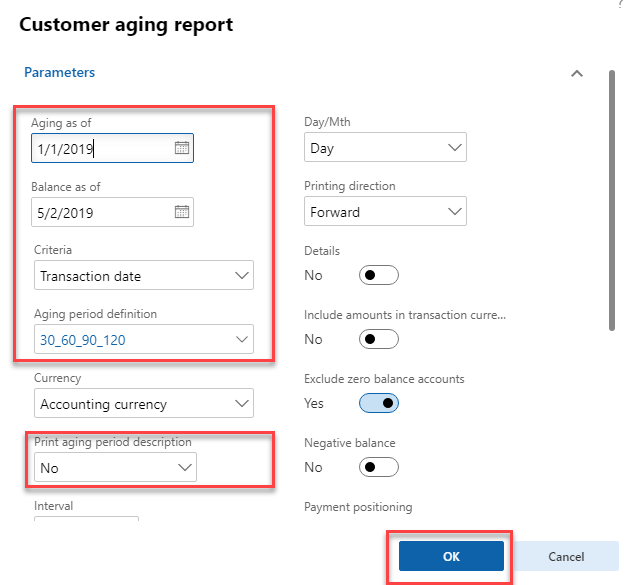 Customer aging report
Parameters
Aging as of
1/1/2019
Balance as of
5/2/2019
Criteria
Transaction date
Aging period definition
30_60_90_120
Currency
Accounting currency
Print aging period description
No
Interval
Day/Mth
Day
Printing direction
Forward
Details
No
Include amounts in transaction curre...
No
Exclude zero balance accounts
Yes
Negative balance
No
Payment positioning
OK
Cancel